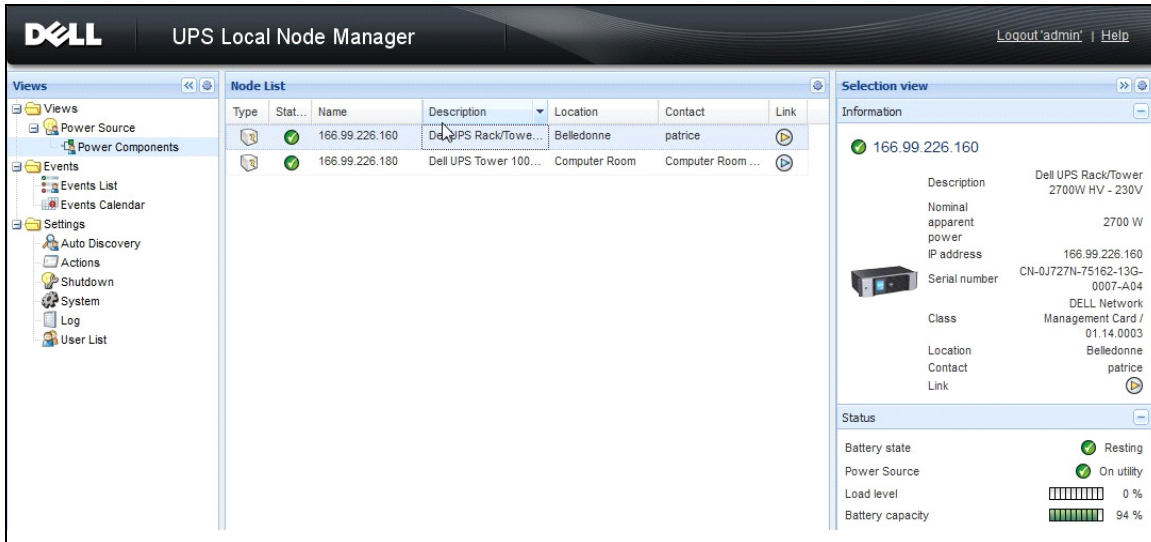 DELL
UPS Local Node Manager
Logout 'admin' | Help
Views
Views
Power Source
Power Components
Events
Events List
Events Calendar
Settings
Auto Discovery
Actions
Shutdown
System
Log
User List
Node List
Type Stat... Name Description Location Contact Link
166.99.226.160 Dell UPS Rack/Towe... Belledonne patrice
166.99.226.180 Dell UPS Tower 100... Computer Room Computer Room ...
Selection view
Information
166.99.226.160
Description Dell UPS Rack/Tower
2700W HV - 230V
Nominal
apparent 2700 W
power
IP address 166.99.226.160
Serial number CN-0J727N-75162-13G-
0007-A04
DELL Network
Class Management Card /
01.14.0003
Location Belledonne
Contact patrice
Link
Status
Battery state Resting
Power Source On utility
Load level 0 %
Battery capacity 94 %